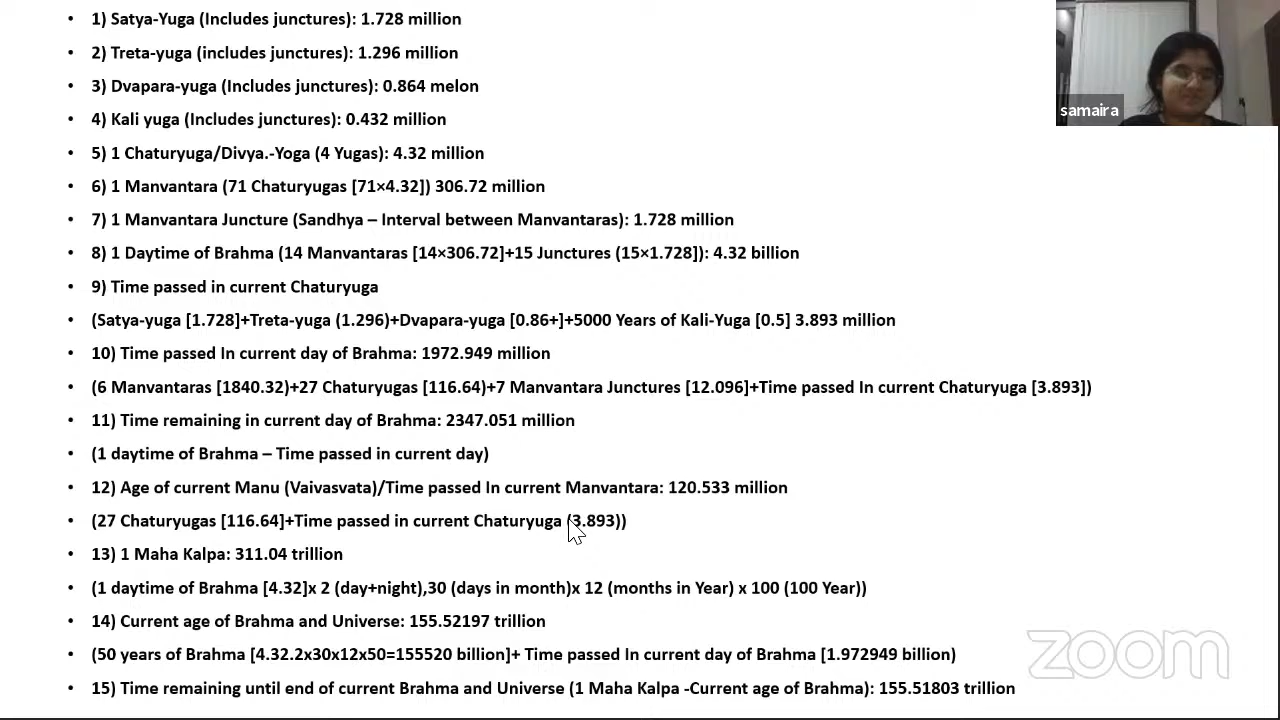 • 1) Satya-Yuga (Includes junctures): 1.728 million
• 2) Treta-yuga (includes junctures): 1.296 million
• 3) Dvapara-yuga (Includes junctures): 0.864 melon
• 4) Kali yuga (Includes junctures): 0.432 million
• 5) 1 Chaturyuga/Divya.-Yoga (4 Yugas): 4.32 million
• 6) 1 Manvantara (71 Chaturyugas [71×4.32]) 306.72 million
• 7) 1 Manvantara Juncture (Sandhya – Interval between Manvantaras): 1.728 million
• 8) 1 Daytime of Brahma (14 Manvantaras [14×306.72]+15 Junctures (15×1.728]): 4.32 billion
• 9) Time passed in current Chaturyuga
• (Satya-yuga [1.728]+Treta-yuga (1.296)+Dvapara-yuga [0.86+]+5000 Years of Kali-Yuga [0.5] 3.893 million
• 10) Time passed In current day of Brahma: 1972.949 million
• (6 Manvantaras [1840.32)+27 Chaturyugas [116.64)+7 Manvantara Junctures [12.096]+Time passed In current Chaturyuga [3.893])
• 11) Time remaining in current day of Brahma: 2347.051 million
• (1 daytime of Brahma – Time passed in current day)
• 12) Age of current Manu (Vaivasvata)/Time passed In current Manvantara: 120.533 million
• (27 Chaturyugas [116.64]+Time passed in current Chaturyuga (3.893))
• 13) 1 Maha Kalpa: 311.04 trillion
• (1 daytime of Brahma [4.32]x 2 (day+night),30 (days in month)x 12 (months in Year) x 100 (100 Year))
• 14) Current age of Brahma and Universe: 155.52197 trillion
• (50 years of Brahma [4.32.2x30x12x50=155520 billion]+ Time passed In current day of Brahma [1.972949 billion)
• 15) Time remaining until end of current Brahma and Universe (1 Maha Kalpa -Current age of Brahma): 155.51803 trillion
samaira
zoom